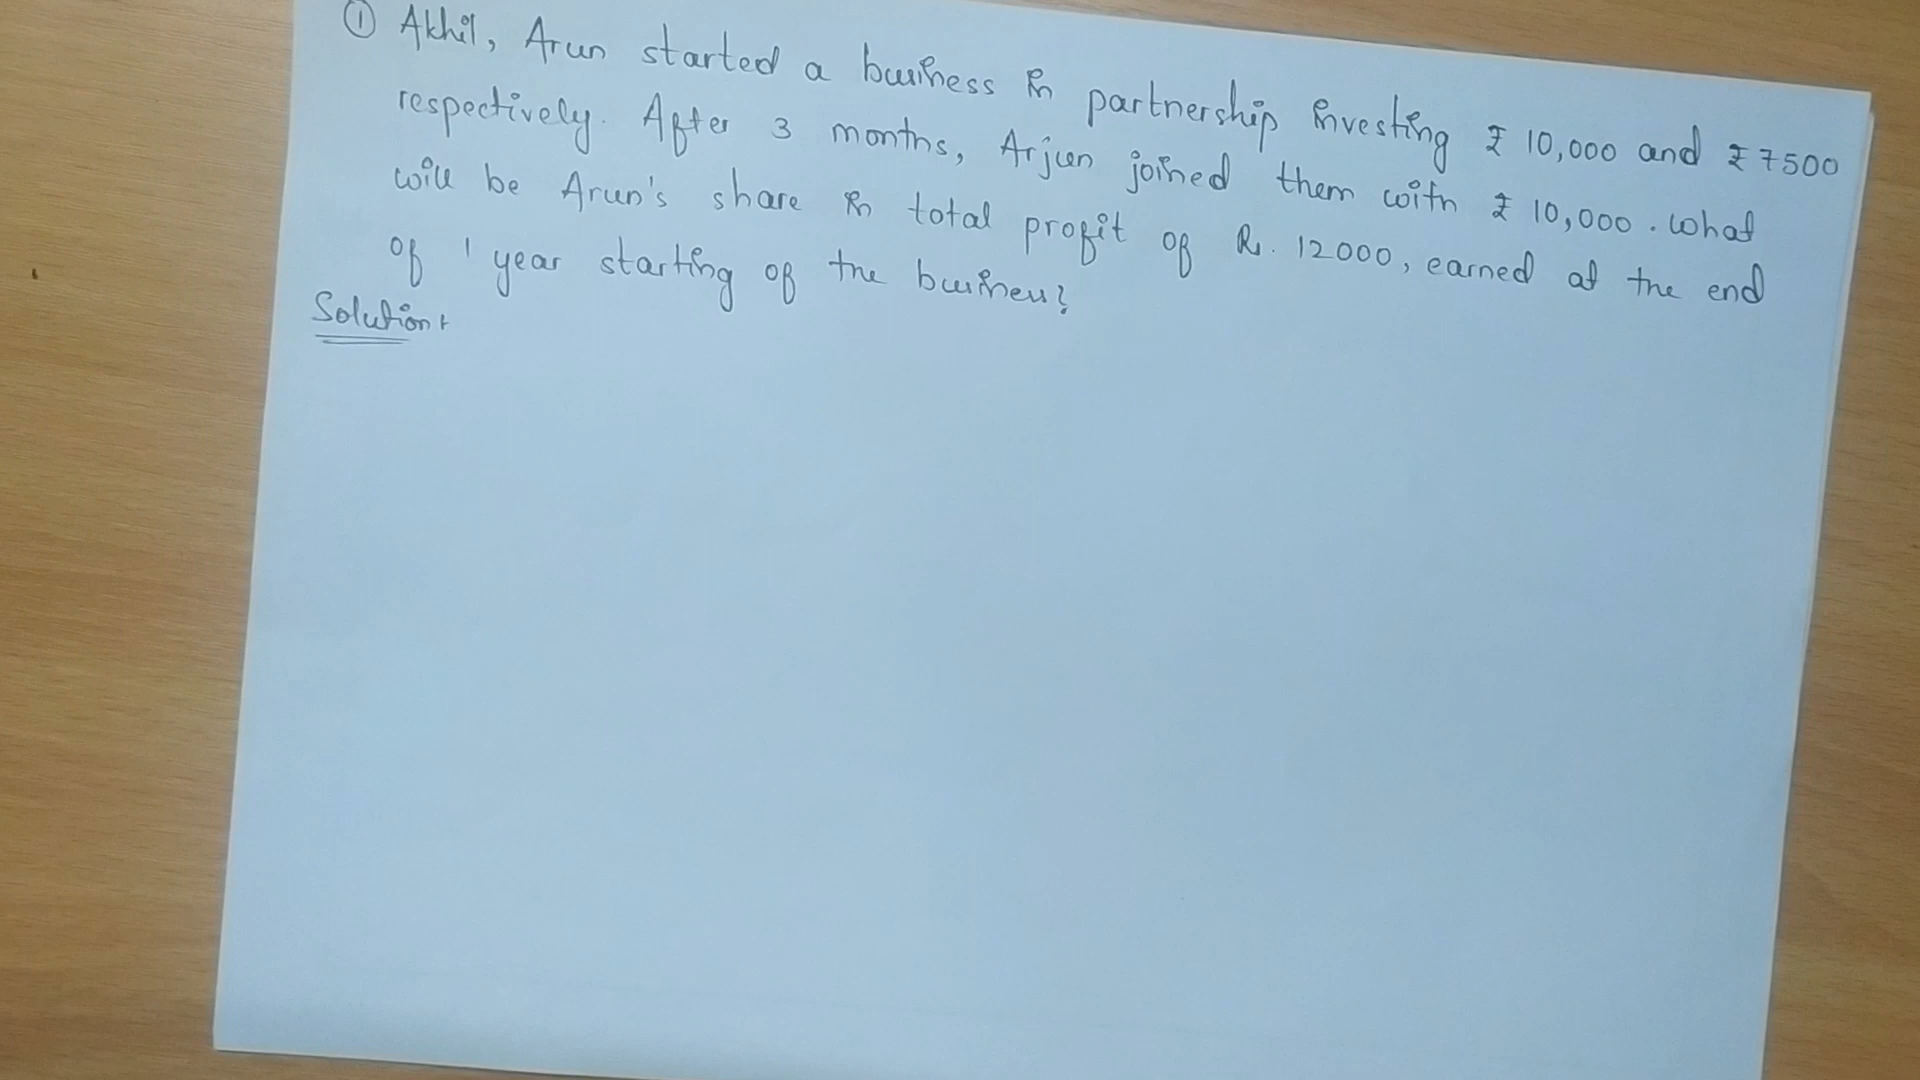 ① Akhil, Arun started a business in partnership investing ₹ 10,000 and ₹ 7500
respectively. After 3 months, Arjun joined them with ₹ 10,000. What
will be Arun's share in total profit of Rs. 12000, earned at the end
of 1 year starting of the business?
Solution: